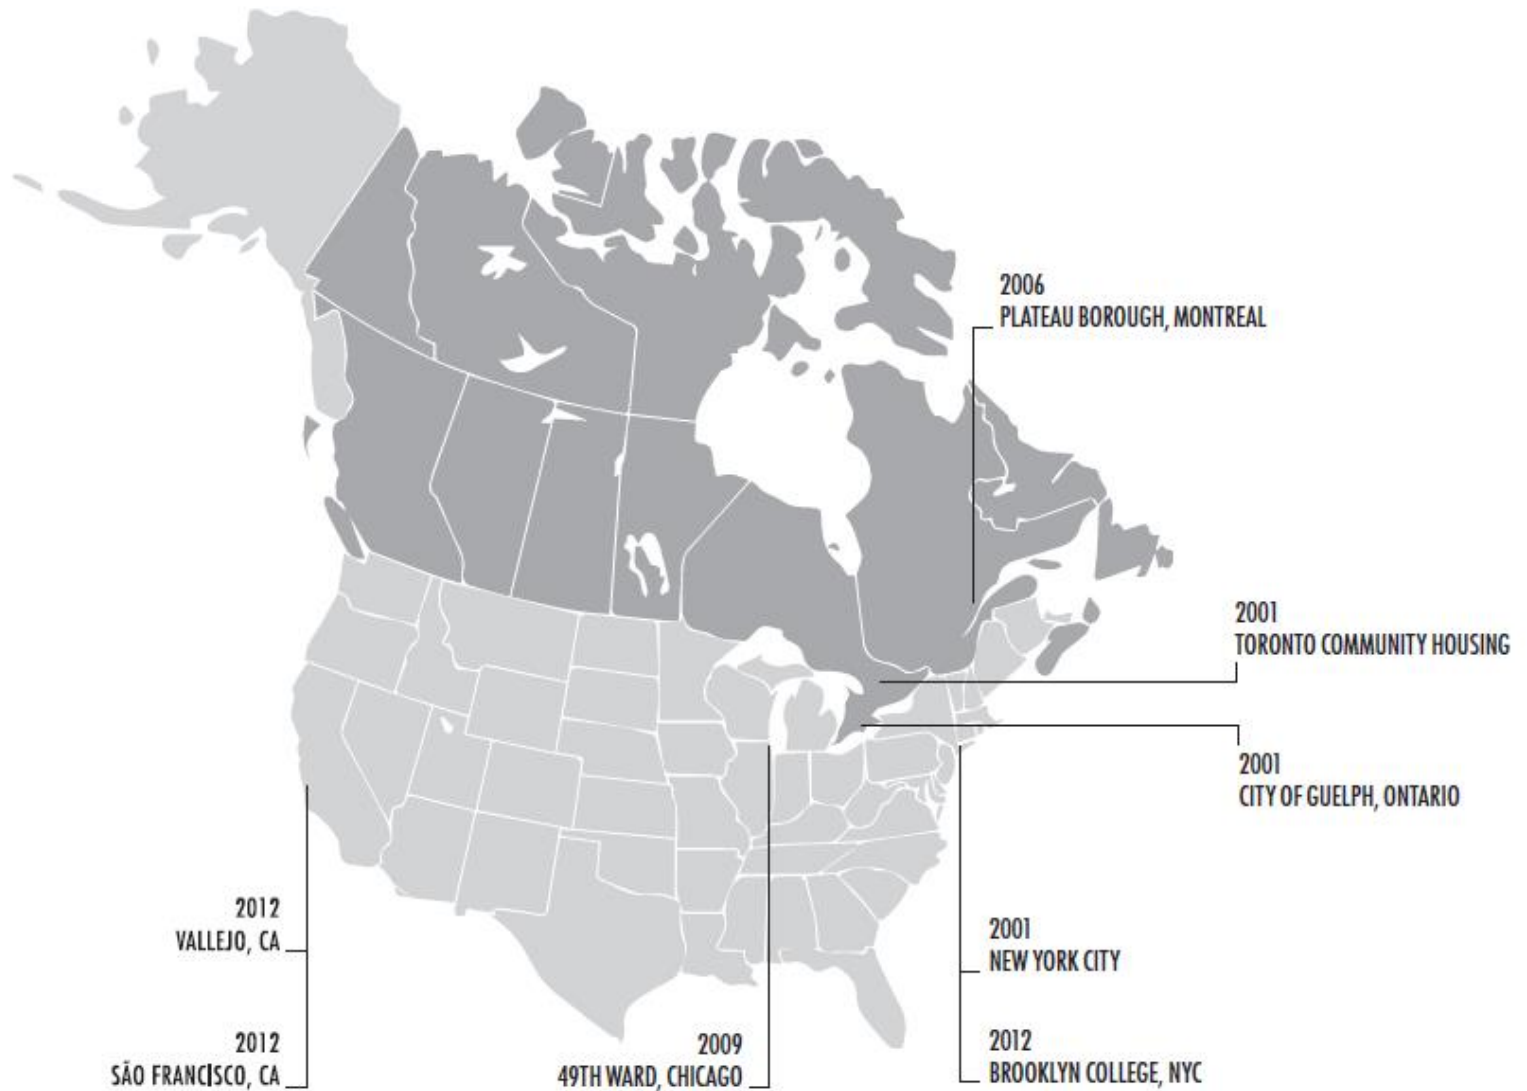 2006
PLATEAU BOROUGH, MONTREAL
2001
TORONTO COMMUNITY HOUSING
2001
CITY OF GUELPH, ONTARIO
2012
VALLEJO, CA
2001
NEW YORK CITY
2012
SÃO FRANCÍSCO, CA
2009
49TH WARD, CHICAGO
2012
BROOKLYN COLLEGE, NYC